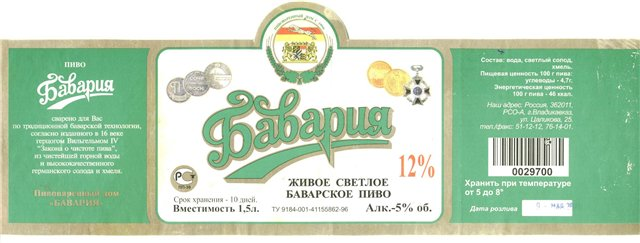 ПИВО
Бавария
сварено для Вас
по традиционной баварской технологии,
согласно изданного в 16 веке
герцогом Вильгельмом IV
"Закона о чистоте пива",
из чистейшей горной воды
и высококачественного
германского солода и хмеля.
Пивоваренный дом
«БАВАРИЯ»
Бавария
12%
ЖИВОЕ СВЕТЛОЕ
БАВАРСКОЕ ПИВО
Срок хранения - 10 дней.
Вместимость 1,5л.
ТУ 9184-001-41155862-96
Алк.-5% об.
Состав: вода, светлый солод,
хмель.
Пищевая ценность 100 г пива:
углеводы - 4,7г.
Энергетическая ценность
100 г пива - 46 ккал.
Наш адрес: Россия, 362011,
РСО-А, г.Владикавказ,
ул. Цаликова, 25.
тел./факс: 51-12-12, 76-14-01.
0029700
Хранить при температуре
от 5 до 8°
Дата розлива